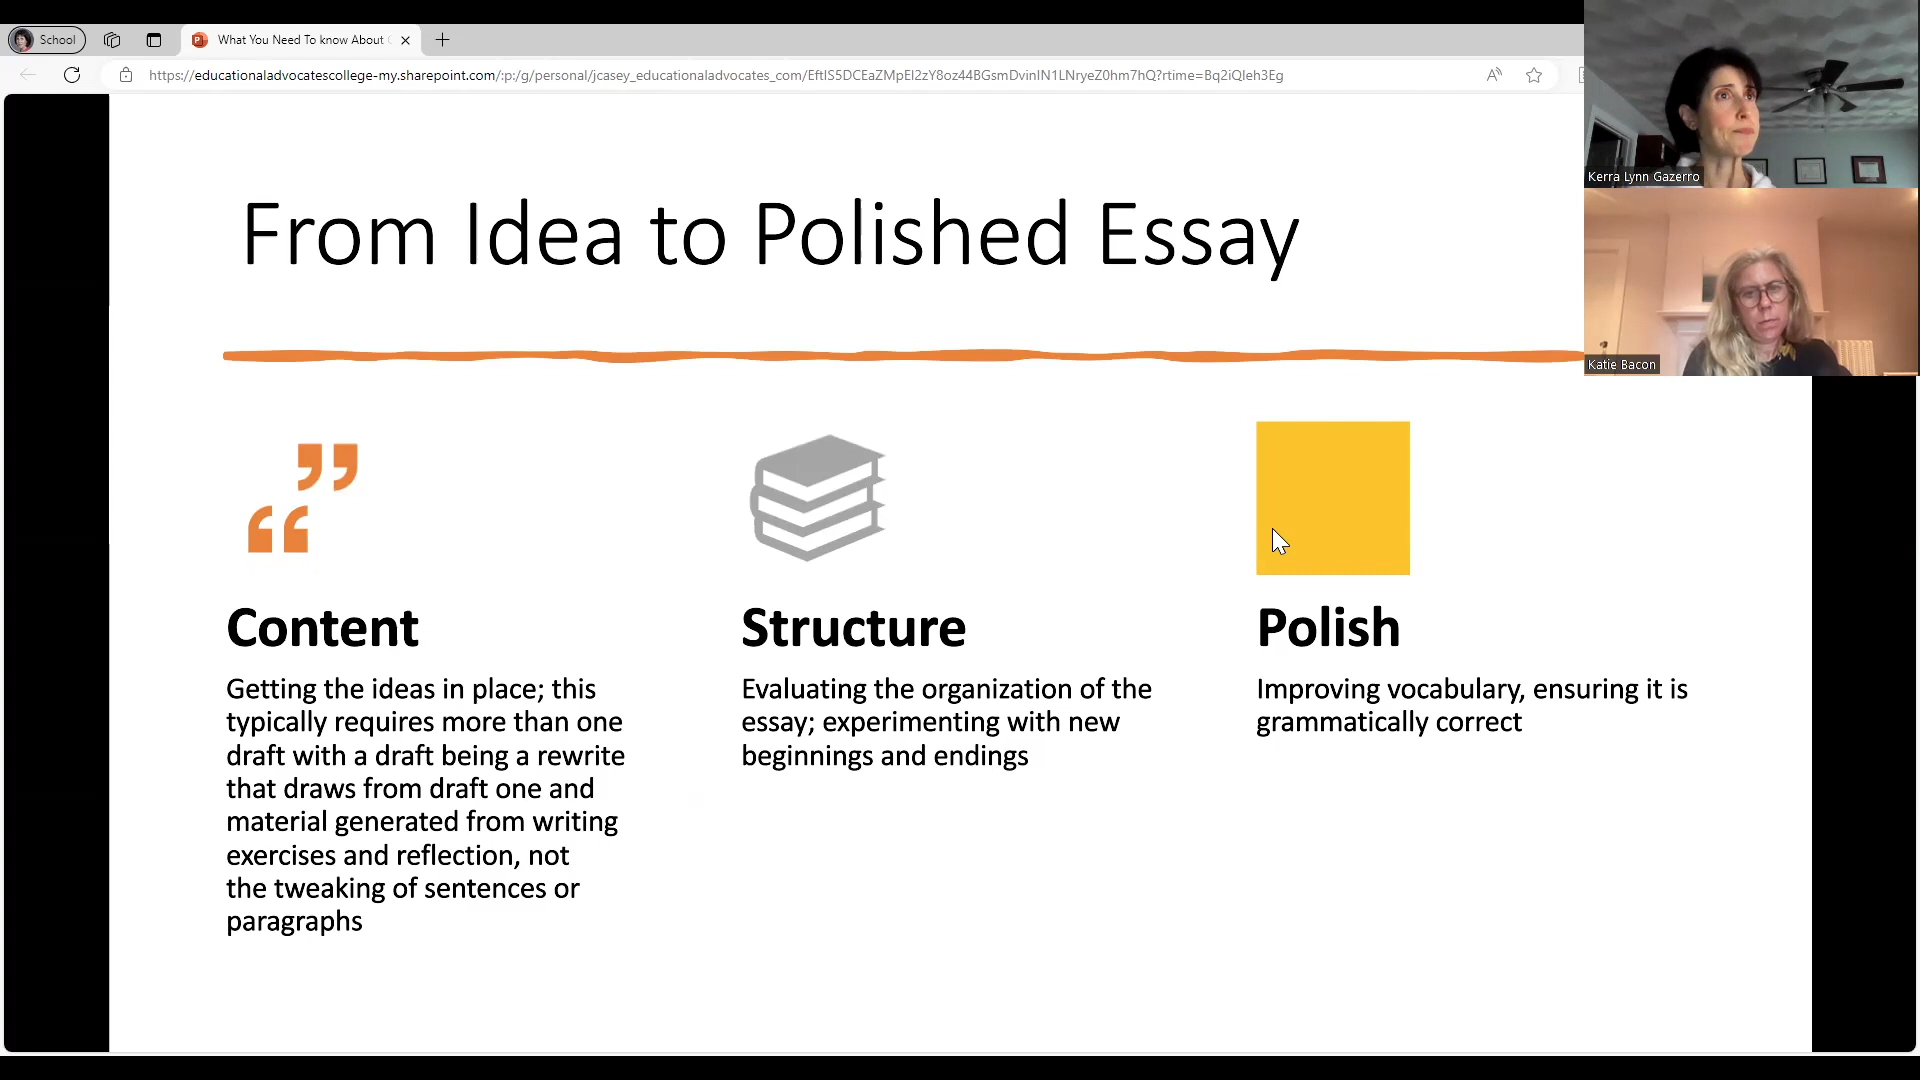 School
What You Need To know About
https://educationaladvocatescollege-my.sharepoint.com/:p:/g/personal/jcasey_educationaladvocates_com/EftIS5DCEaZMpEI2zY8oz44BGsmDvinIN1LNryeZ0hm7hQ?rtime=Bq2iQIeh3Eg
Kerra Lynn Gazerro
Katie Bacon
From Idea to Polished Essay
Content
Getting the ideas in place; this
typically requires more than one
draft with a draft being a rewrite
that draws from draft one and
material generated from writing
exercises and reflection, not
the tweaking of sentences or
paragraphs
Structure
Evaluating the organization of the
essay; experimenting with new
beginnings and endings
Polish
Improving vocabulary, ensuring it is
grammatically correct